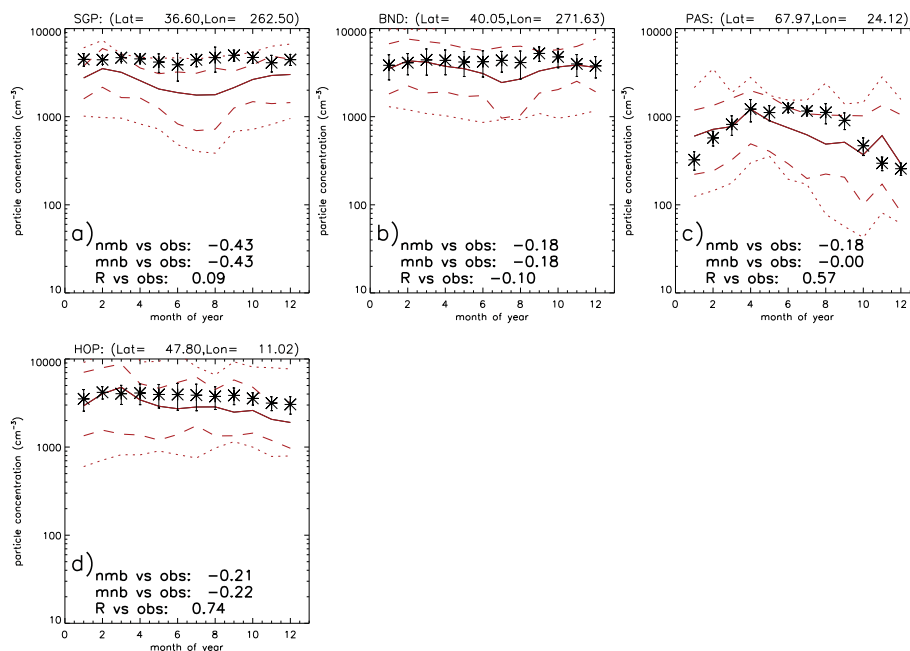 SGP: (Lat= 36.60,Lon= 262.50)
10000
1000
100
10
particle concentration (cm⁻³)
a)
nmb vs obs: −0.43
mnb vs obs: −0.43
R vs obs: 0.09
0 2 4 6 8 10 12
month of year
BND: (Lat= 40.05,Lon= 271.63)
10000
1000
100
10
particle concentration (cm⁻³)
b)
nmb vs obs: −0.18
mnb vs obs: −0.18
R vs obs: −0.10
0 2 4 6 8 10 12
month of year
PAS: (Lat= 67.97,Lon= 24.12)
10000
1000
100
10
particle concentration (cm⁻³)
c)
nmb vs obs: −0.18
mnb vs obs: −0.00
R vs obs: 0.57
0 2 4 6 8 10 12
month of year
HOP: (Lat= 47.80,Lon= 11.02)
10000
1000
100
10
particle concentration (cm⁻³)
d)
nmb vs obs: −0.21
mnb vs obs: −0.22
R vs obs: 0.74
0 2 4 6 8 10 12
month of year